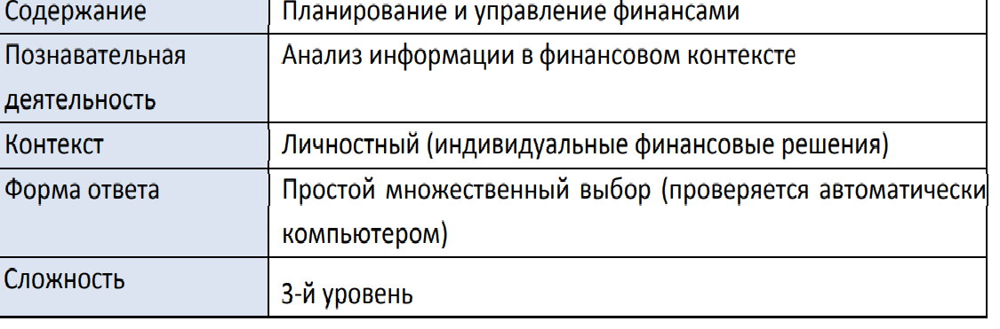 Содержание
Планирование и управление финансами
Познавательная
деятельность
Анализ информации в финансовом контексте
Контекст
Личностный (индивидуальные финансовые решения)
Форма ответа
Простой множественный выбор (проверяется автоматически
компьютером)
Сложность
3-й уровень